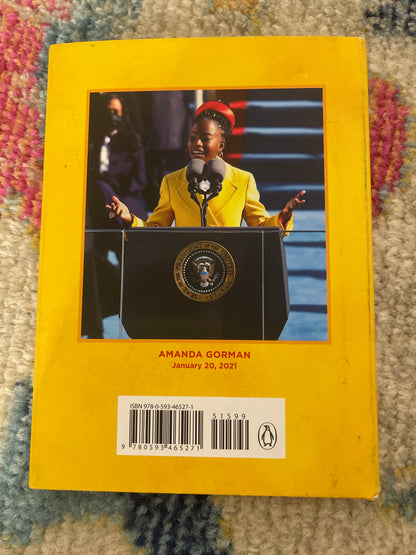 AMANDA GORMAN
January 20, 2021
ISBN 978-0-593-46527-1
51599
9 780593 465271